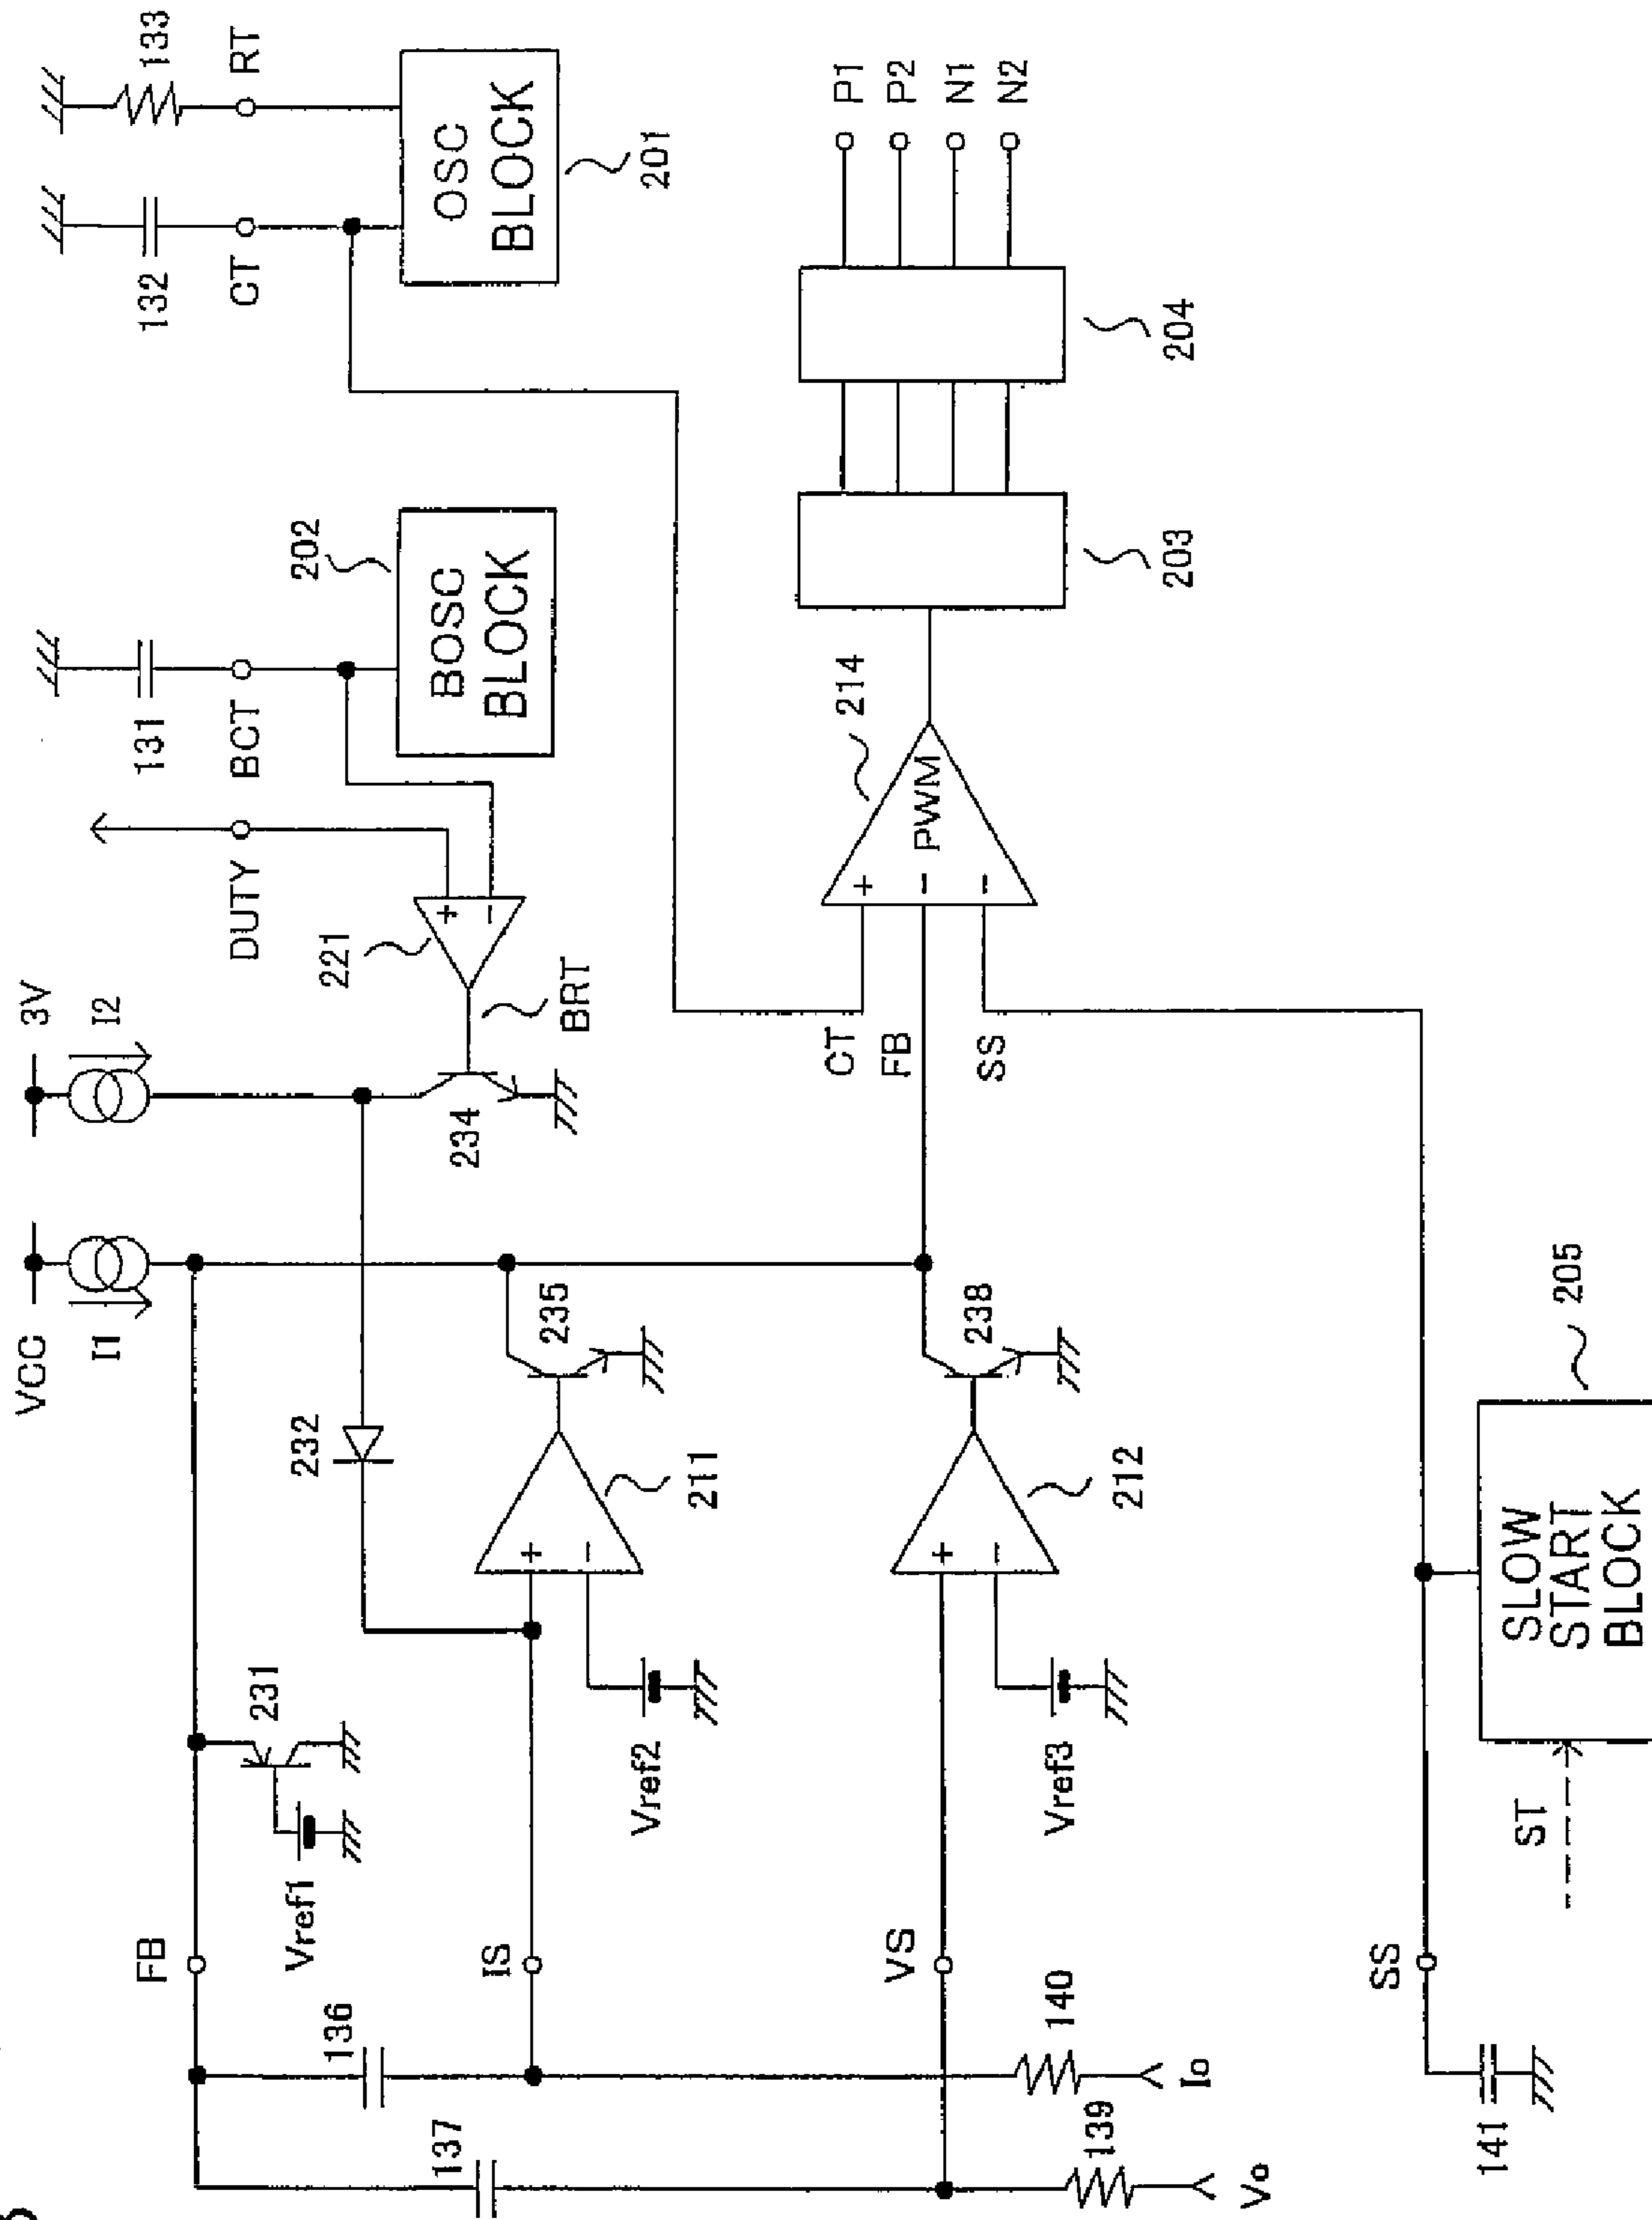 VCC
3V
I1
I2
DUTY
BCT
131
CT
132
RT
133
BOSC
BLOCK
202
OSC
BLOCK
201
221
BRT
234
232
FB
Vref1
231
136
137
IS
Vref2
+
−
211
235
VS
Vref3
+
−
212
238
140
Io
139
Vo
+
−
CT
FB
SS
+
−
−
PWM
214
203
204
P1
P2
N1
N2
SS
141
ST
SLOW
START
BLOCK
205